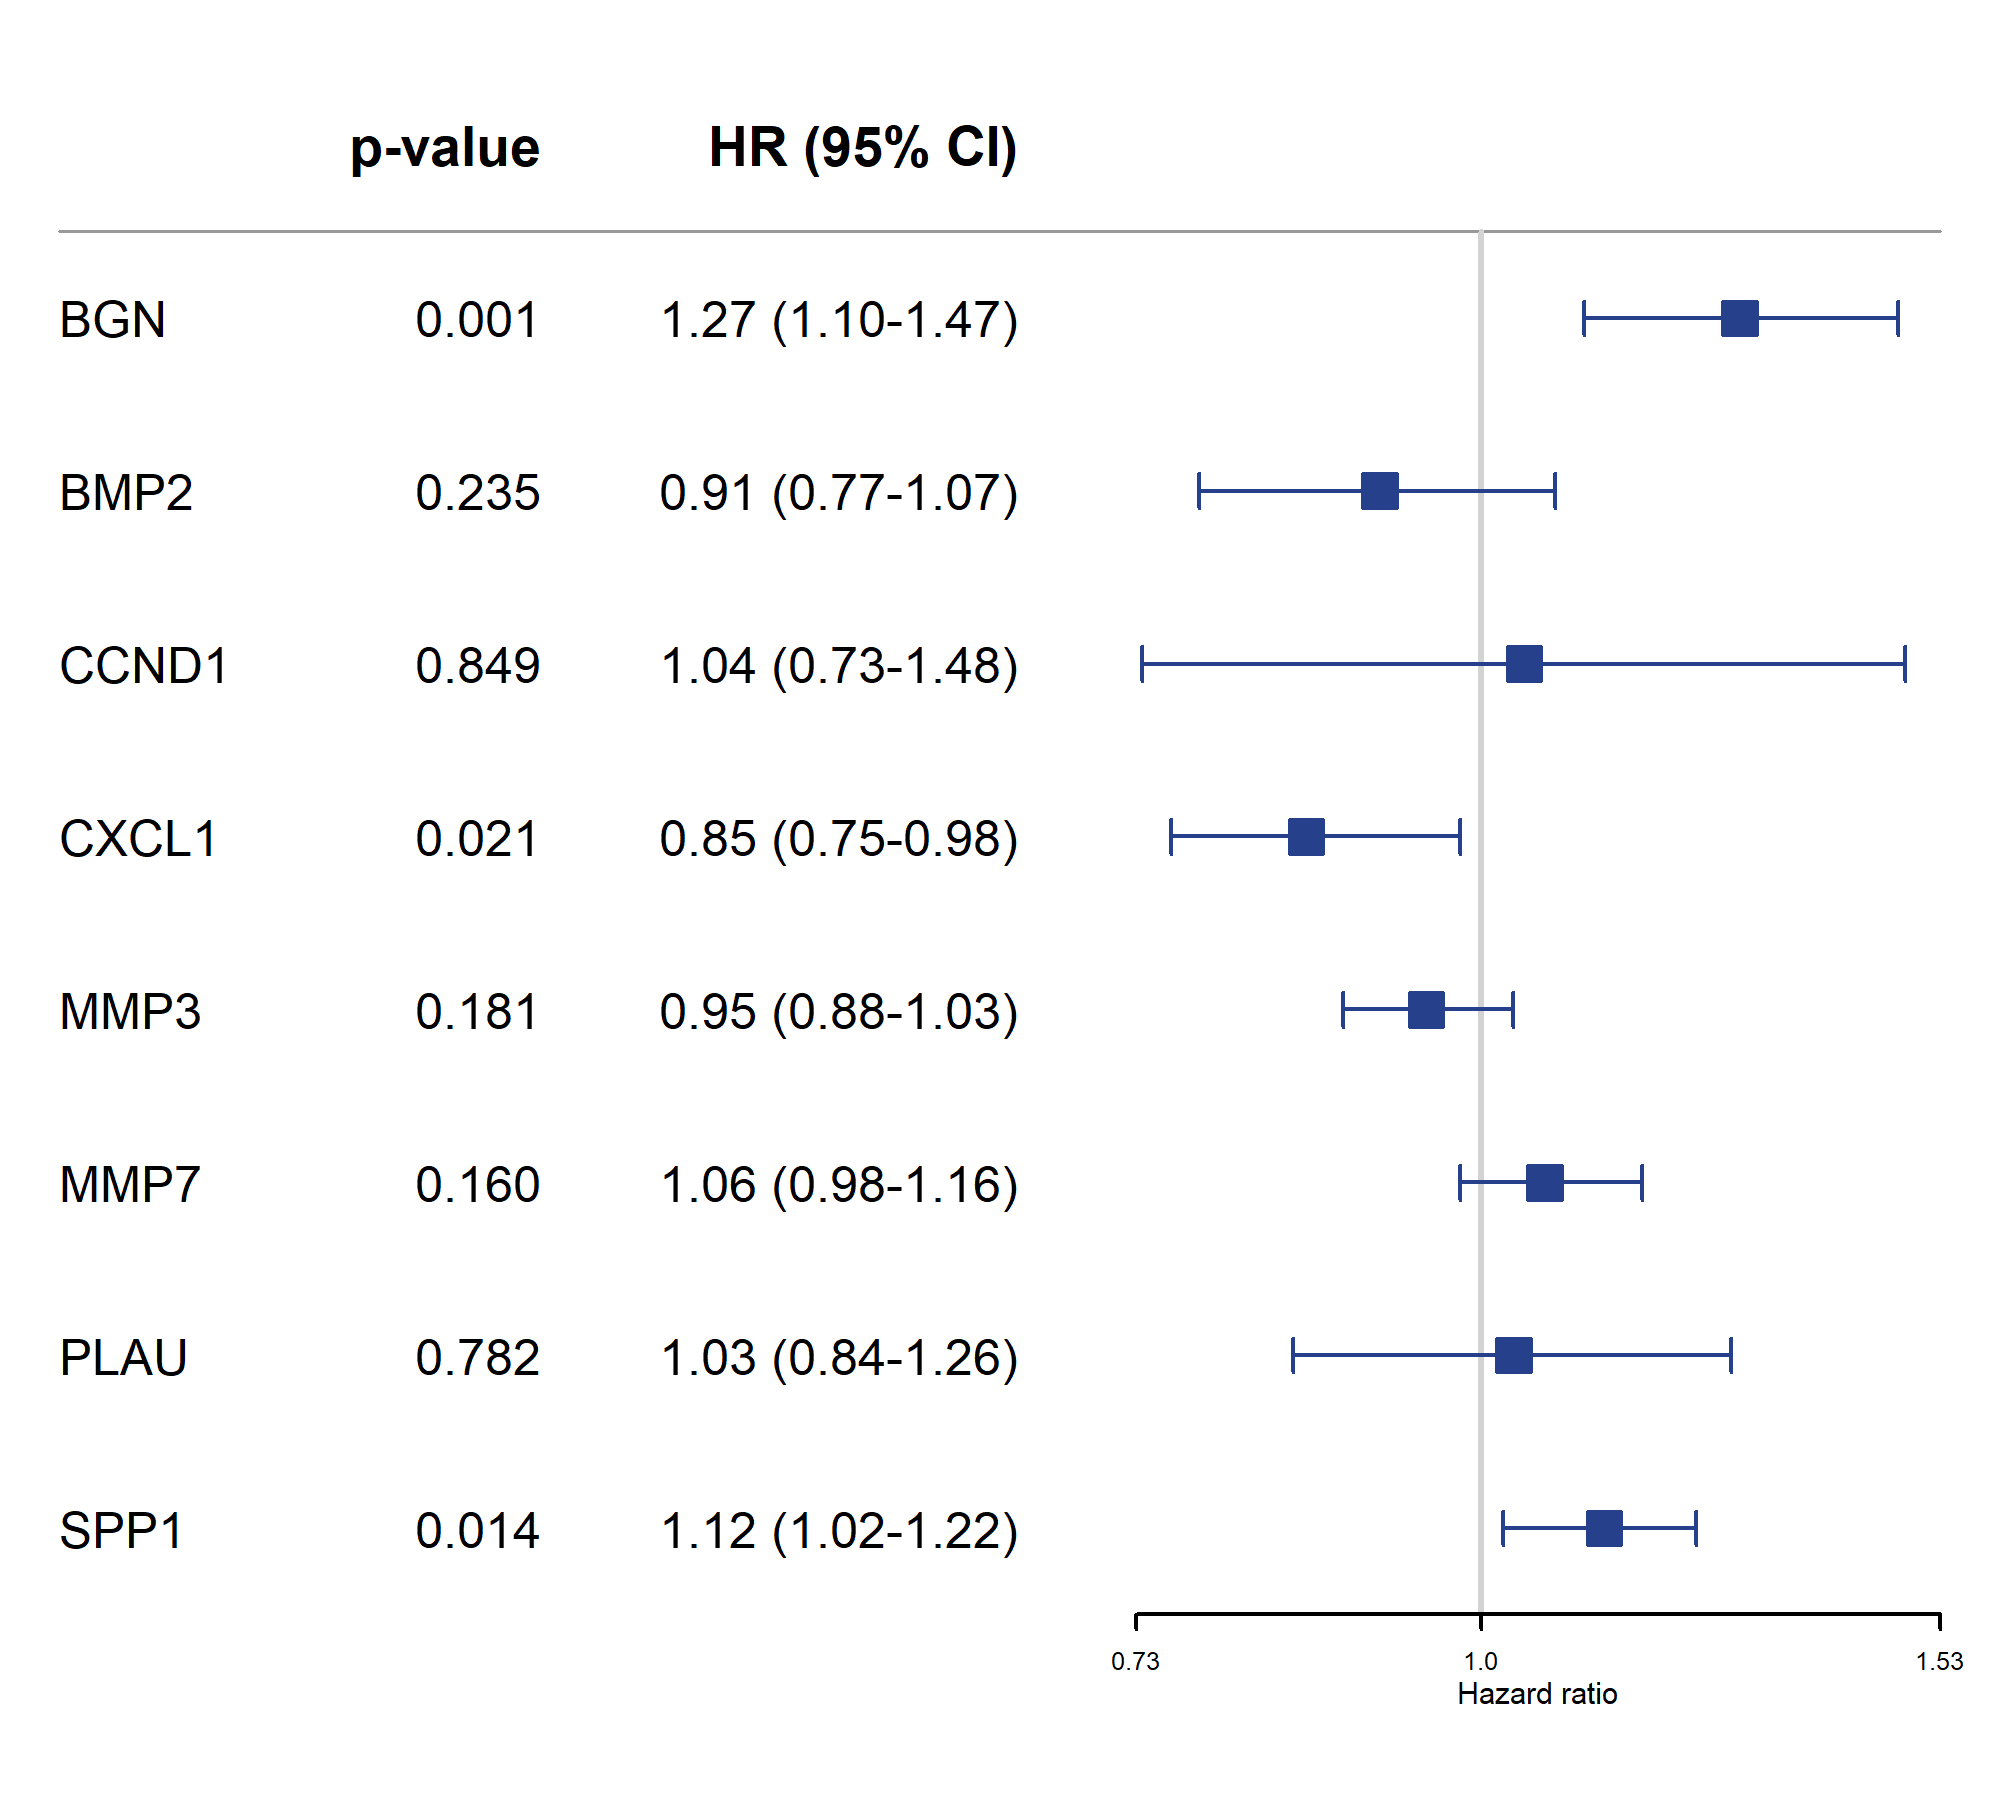 p-value HR (95% CI)
BGN 0.001 1.27 (1.10-1.47)
BMP2 0.235 0.91 (0.77-1.07)
CCND1 0.849 1.04 (0.73-1.48)
CXCL1 0.021 0.85 (0.75-0.98)
MMP3 0.181 0.95 (0.88-1.03)
MMP7 0.160 1.06 (0.98-1.16)
PLAU 0.782 1.03 (0.84-1.26)
SPP1 0.014 1.12 (1.02-1.22)
0.73 1.0 1.53
Hazard ratio